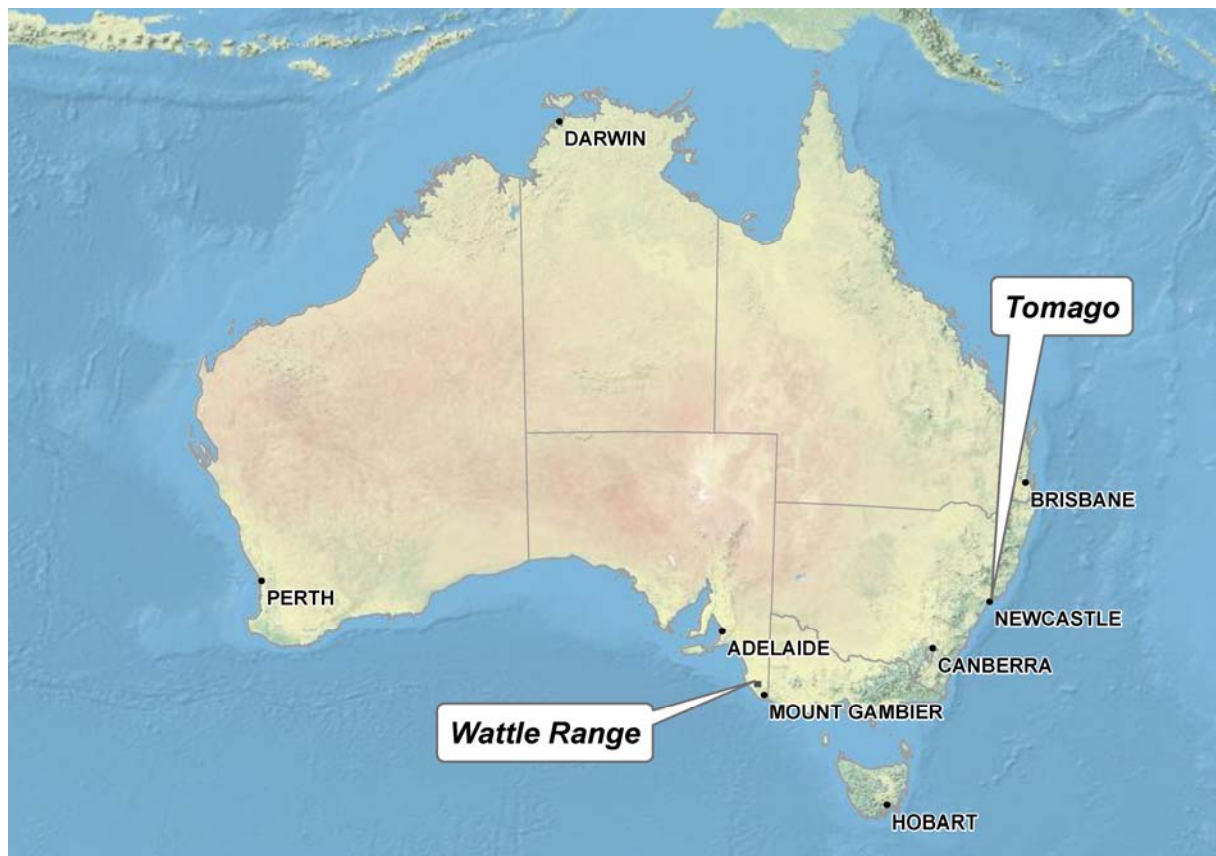 DARWIN
Tomago
BRISBANE
PERTH
NEWCASTLE
ADELAIDE
CANBERRA
Wattle Range
MOUNT GAMBIER
HOBART